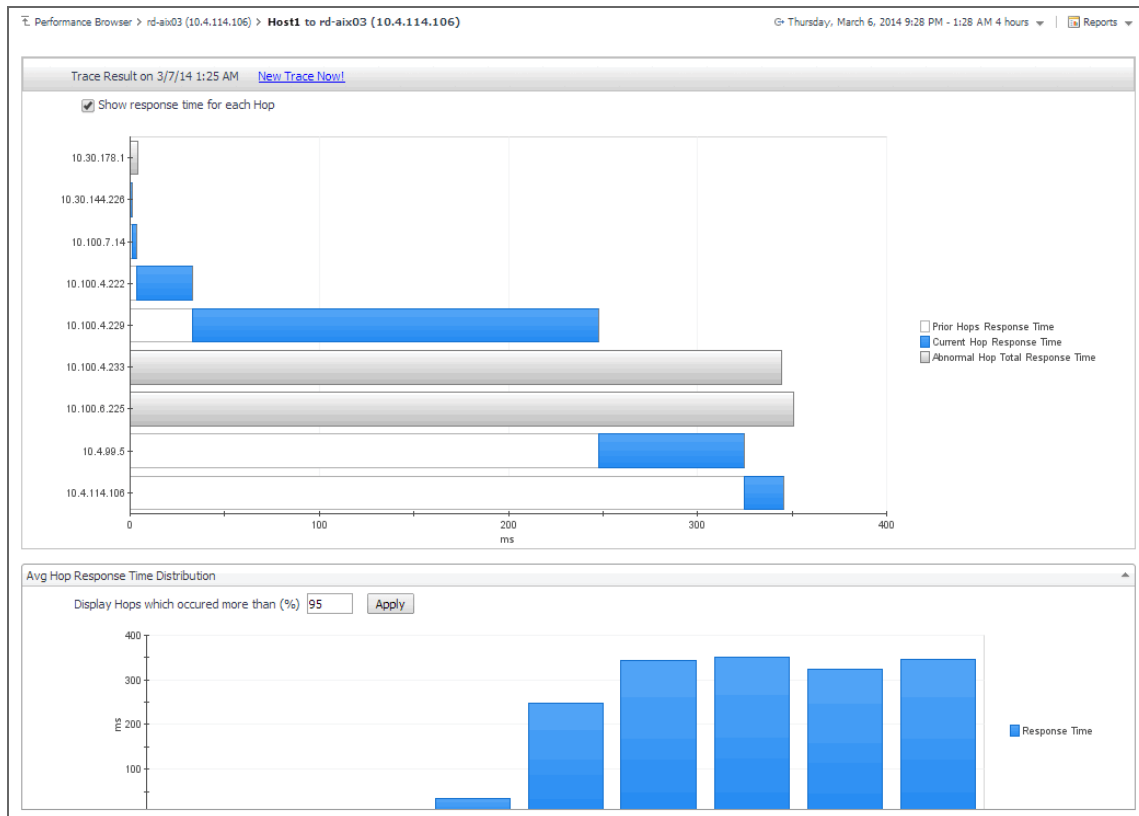 Performance Browser > rd-aix03 (10.4.114.106) > Host1 to rd-aix03 (10.4.114.106)
Thursday, March 6, 2014 9:28 PM - 1:28 AM 4 hours | Reports
Trace Result on 3/7/14 1:25 AM New Trace Now!
Show response time for each Hop
10.30.178.1
10.30.144.226
10.100.7.14
10.100.4.222
10.100.4.229
10.100.4.233
10.100.6.225
10.4.99.5
10.4.114.106
0 100 200 300 400
ms
Prior Hops Response Time
Current Hop Response Time
Abnormal Hop Total Response Time
Avg Hop Response Time Distribution
Display Hops which occured more than (%) 95 Apply
400
300
200
100
ms
Response Time